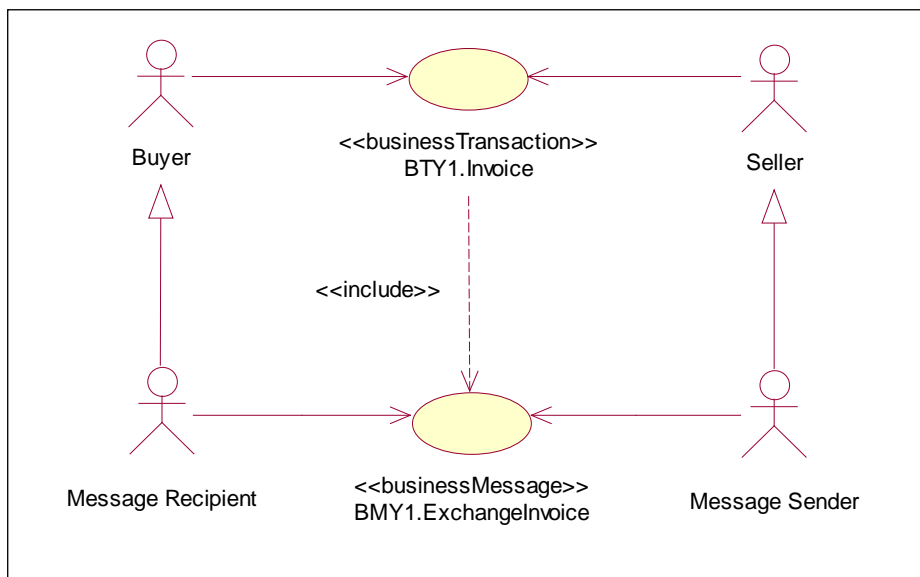 Buyer
<<businessTransaction>>
BTY1.Invoice
Seller
<<include>>
Message Recipient
<<businessMessage>>
BMY1.ExchangeInvoice
Message Sender